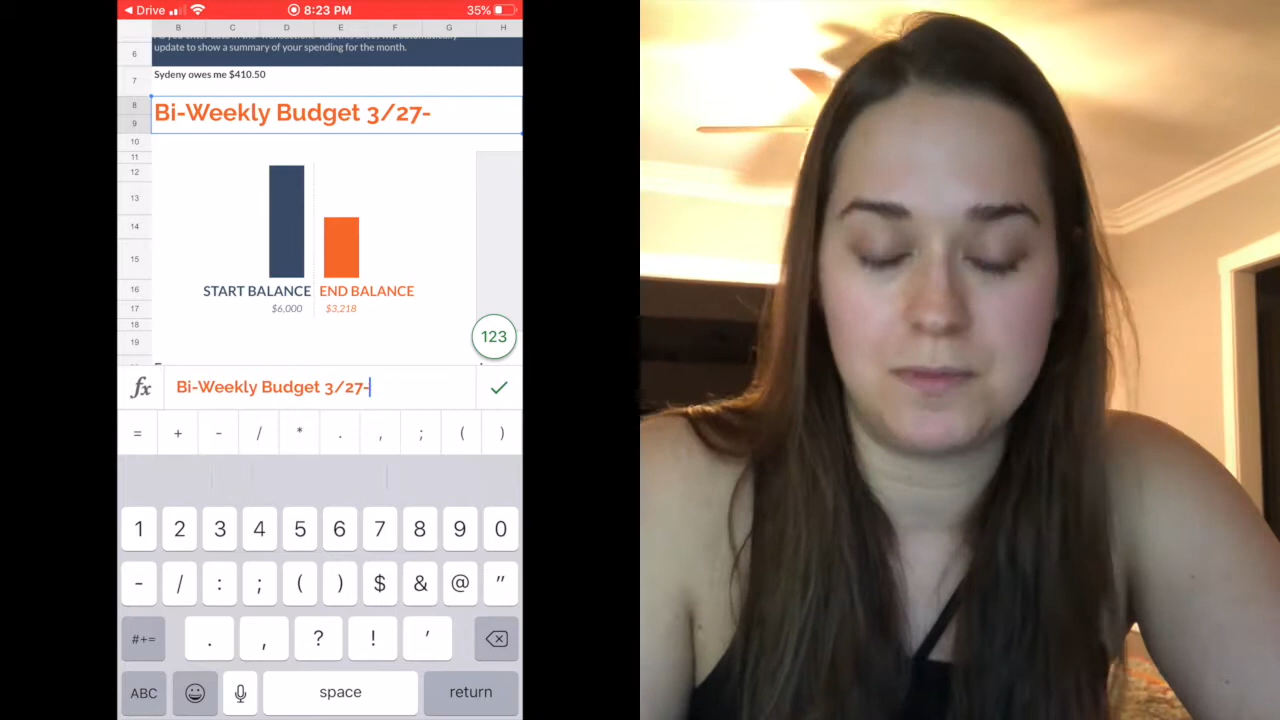 Drive 8:23 PM 35%
B C D E F G H
6 update to show a summary of your spending for the month.
7 Sydeny owes me $410.50
8 Bi-Weekly Budget 3/27-
9
10
11
12
13
14
15
16 START BALANCE END BALANCE
17 $6,000 $3,218
18
19
123
fx Bi-Weekly Budget 3/27-
= + - / * . , ; ( )
1 2 3 4 5 6 7 8 9 0
- / : ; ( ) $ & @ "
#+= . , ? ! '
ABC space return